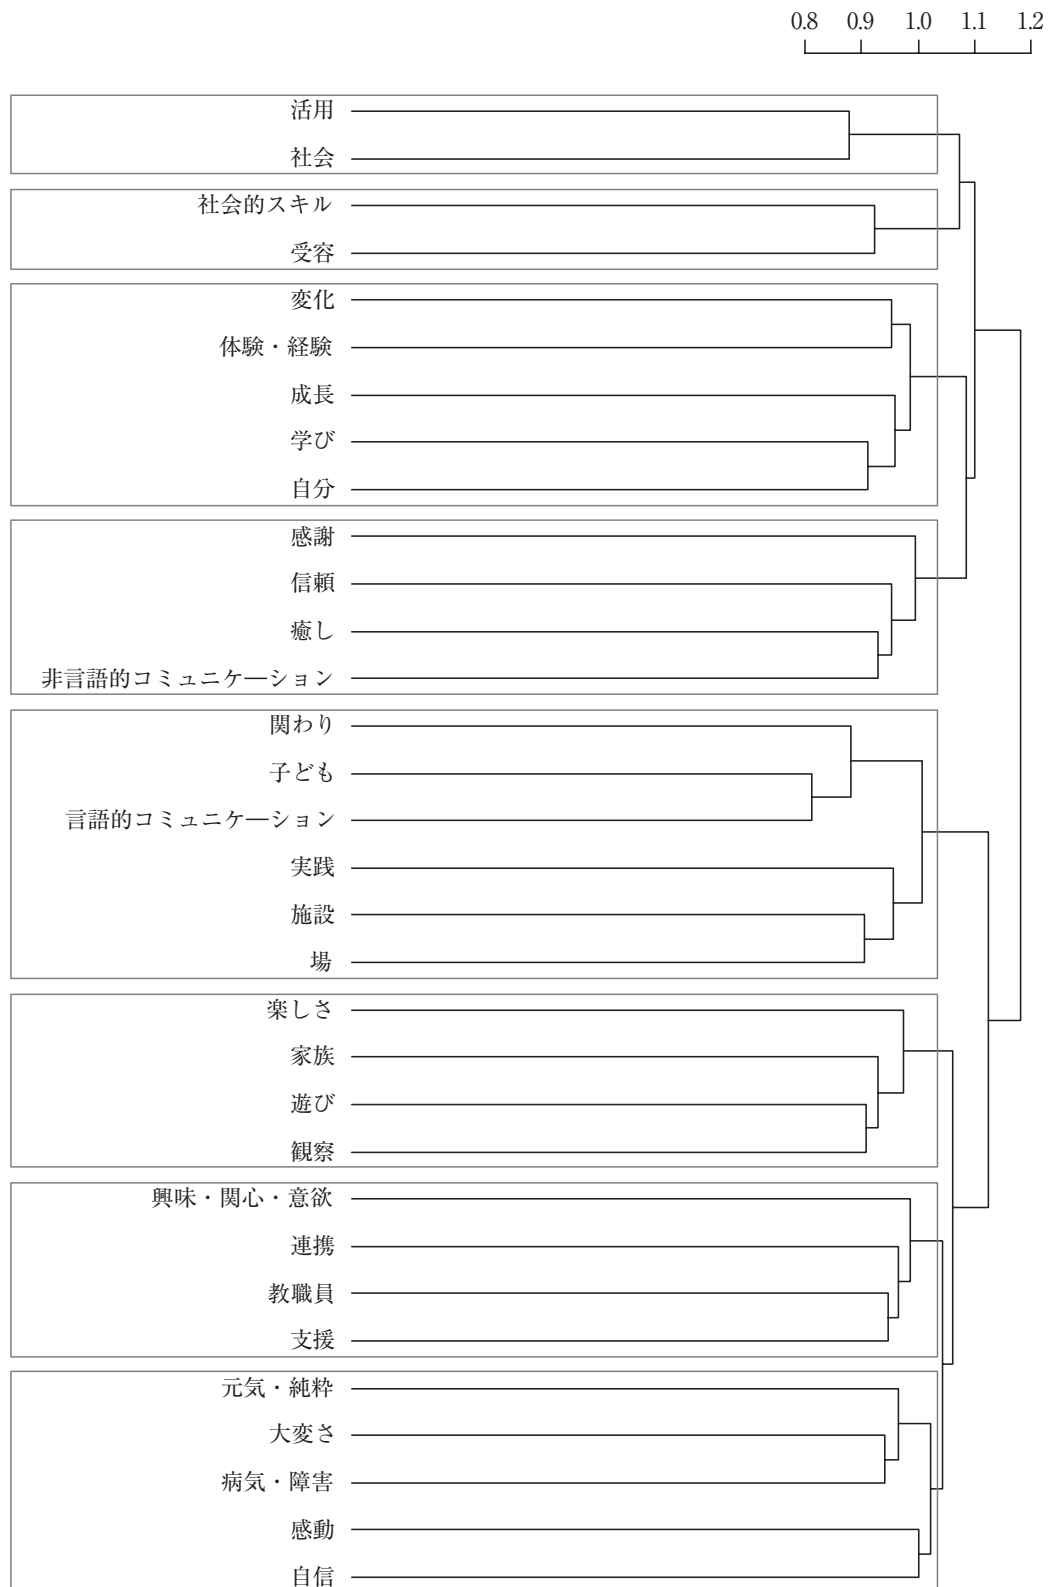 0.8 0.9 1.0 1.1 1.2
活用
社会
社会的スキル
受容
変化
体験・経験
成長
学び
自分
感謝
信頼
癒し
非言語的コミュニケーション
関わり
子ども
言語的コミュニケーション
実践
施設
場
楽しさ
家族
遊び
観察
興味・関心・意欲
連携
教職員
支援
元気・純粋
大変さ
病気・障害
感動
自信